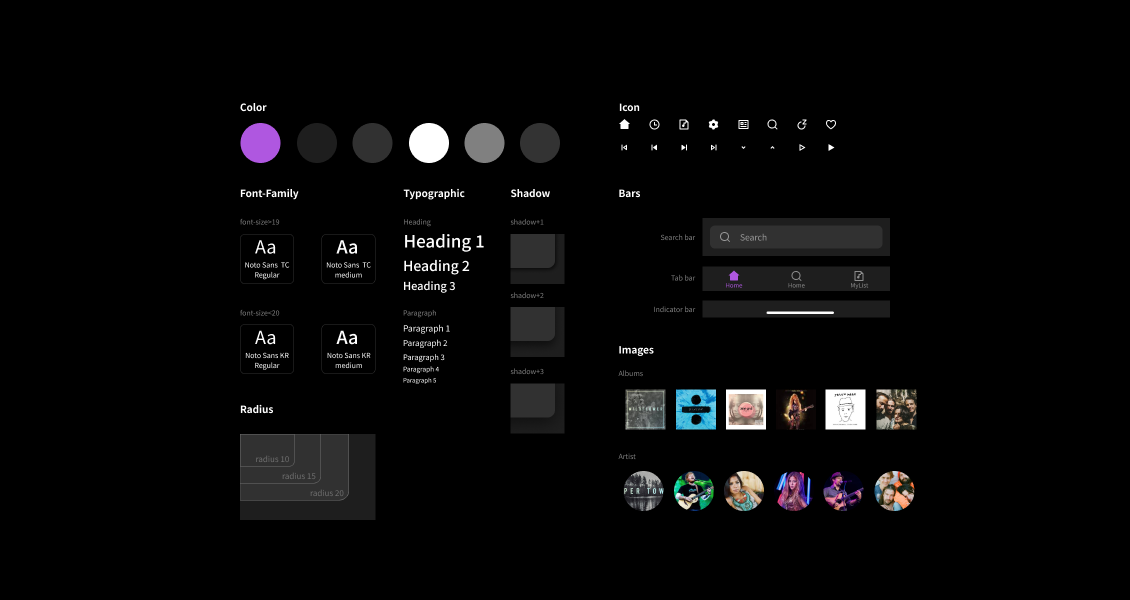 Color
Font-Family
font-size>19
Aa
Noto Sans TC
Regular
Aa
Noto Sans TC
medium
font-size<20
Aa
Noto Sans KR
Regular
Aa
Noto Sans KR
medium
Radius
radius 10
radius 15
radius 20
Typographic
Heading
Heading 1
Heading 2
Heading 3
Paragraph
Paragraph 1
Paragraph 2
Paragraph 3
Paragraph 4
Paragraph 5
Shadow
shadow+1
shadow+2
shadow+3
Icon
Bars
Search bar
Search
Tab bar
Home
Home
MyList
Indicator bar
Images
Albums
Artist
PER TOW